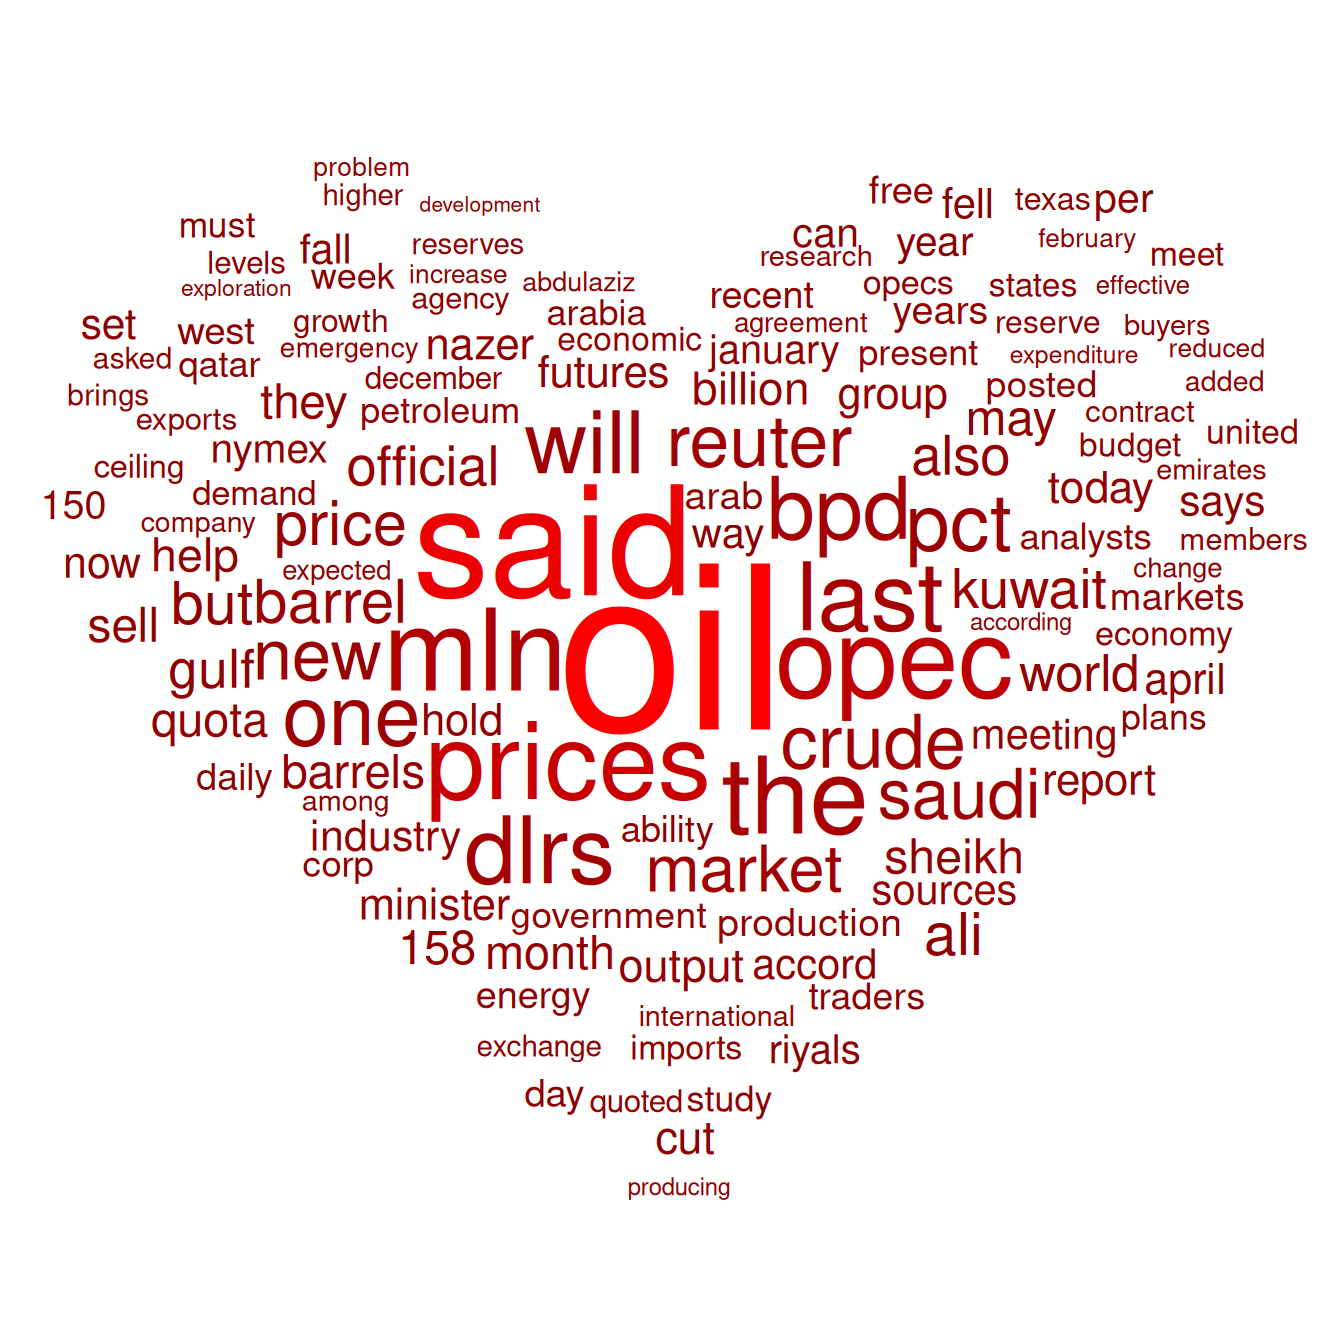 problem
higher development free fell texas per
must fall reserves can year february meet
levels week increase abdulaziz research opecs states effective
exploration agency arabia recent years
set west growth economic agreement reserve buyers
asked qatar emergency nazer january present expenditure reduced
brings december futures billion group posted added
exports they petroleum may contract united
nymex official will reuter also budget
ceiling emirates
150 demand arab today says
company price said way bpd pct analysts members
now help expected last kuwait change
sell but barrel markets
according economy
gulf new mln oil opec world april
quota one hold crude meeting plans
daily barrels prices the saudi report
among
industry dlrs ability market sheikh
corp sources
minister government production ali
158 month output accord
energy international traders
exchange imports riyals
day quoted study
cut
producing